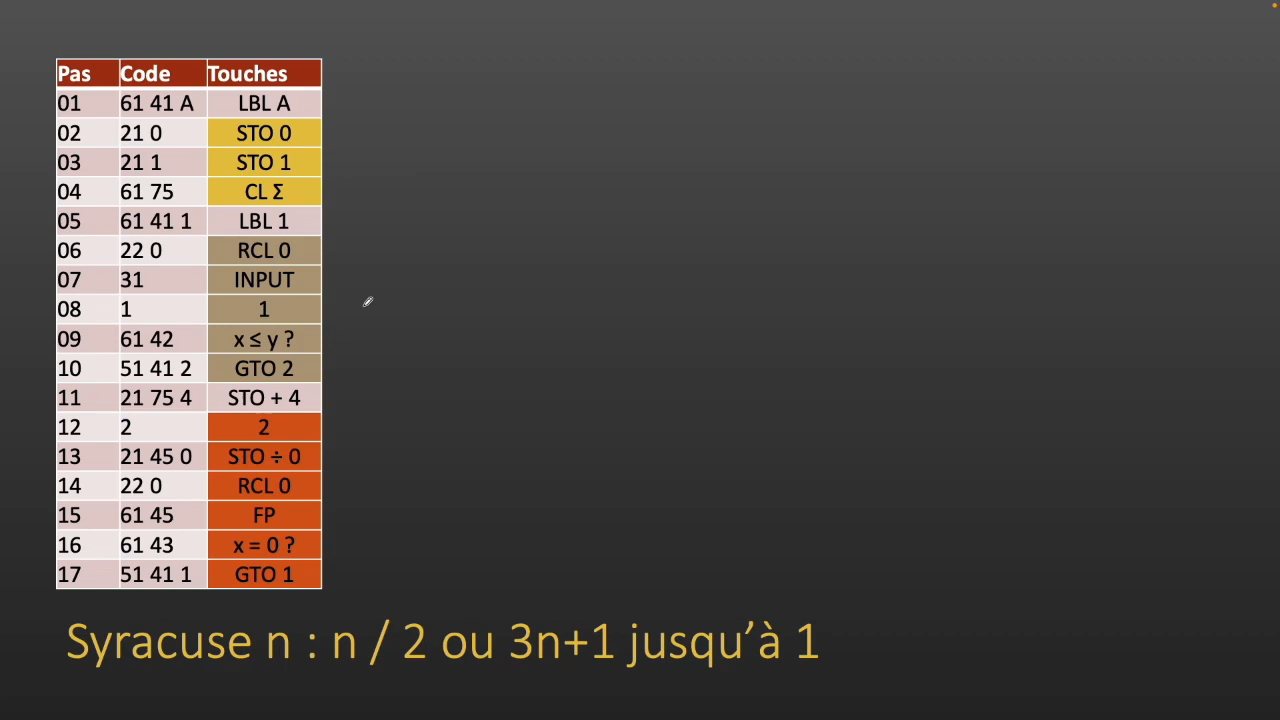 Pas Code Touches
01 61 41 A LBL A
02 21 0 STO 0
03 21 1 STO 1
04 61 75 CL Σ
05 61 41 1 LBL 1
06 22 0 RCL 0
07 31 INPUT
08 1 1
09 61 42 x ≤ y ?
10 51 41 2 GTO 2
11 21 75 4 STO + 4
12 2 2
13 21 45 0 STO ÷ 0
14 22 0 RCL 0
15 61 45 FP
16 61 43 x = 0 ?
17 51 41 1 GTO 1
Syracuse n : n / 2 ou 3n+1 jusqu’à 1